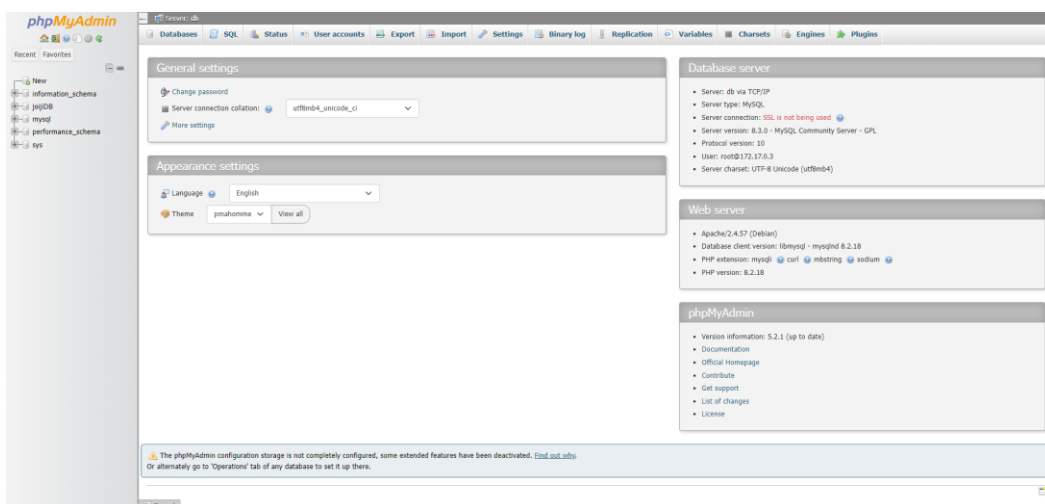 phpMyAdmin
Recent Favorites
New
information_schema
JoijiDB
mysql
performance_schema
sys
Server: db
Databases SQL Status User accounts Export Import Settings Binary log Replication Variables Charsets Engines Plugins
General settings
Change password
Server connection collation: utf8mb4_unicode_ci
More settings
Appearance settings
Language English
Theme pmahomme View all
Database server
Server: db via TCP/IP
Server type: MySQL
Server connection: SSL is not being used
Server version: 8.3.0 - MySQL Community Server - GPL
Protocol version: 10
User: root@172.17.0.3
Server charset: UTF-8 Unicode (utf8mb4)
Web server
Apache/2.4.57 (Debian)
Database client version: libmysql - mysqlnd 8.2.18
PHP extension: mysqli curl mbstring sodium
PHP version: 8.2.18
phpMyAdmin
Version information: 5.2.1 (up to date)
Documentation
Official Homepage
Contribute
Get support
List of changes
License
The phpMyAdmin configuration storage is not completely configured, some extended features have been deactivated. Find out why.
Or alternately go to 'Operations' tab of any database to set it up there.